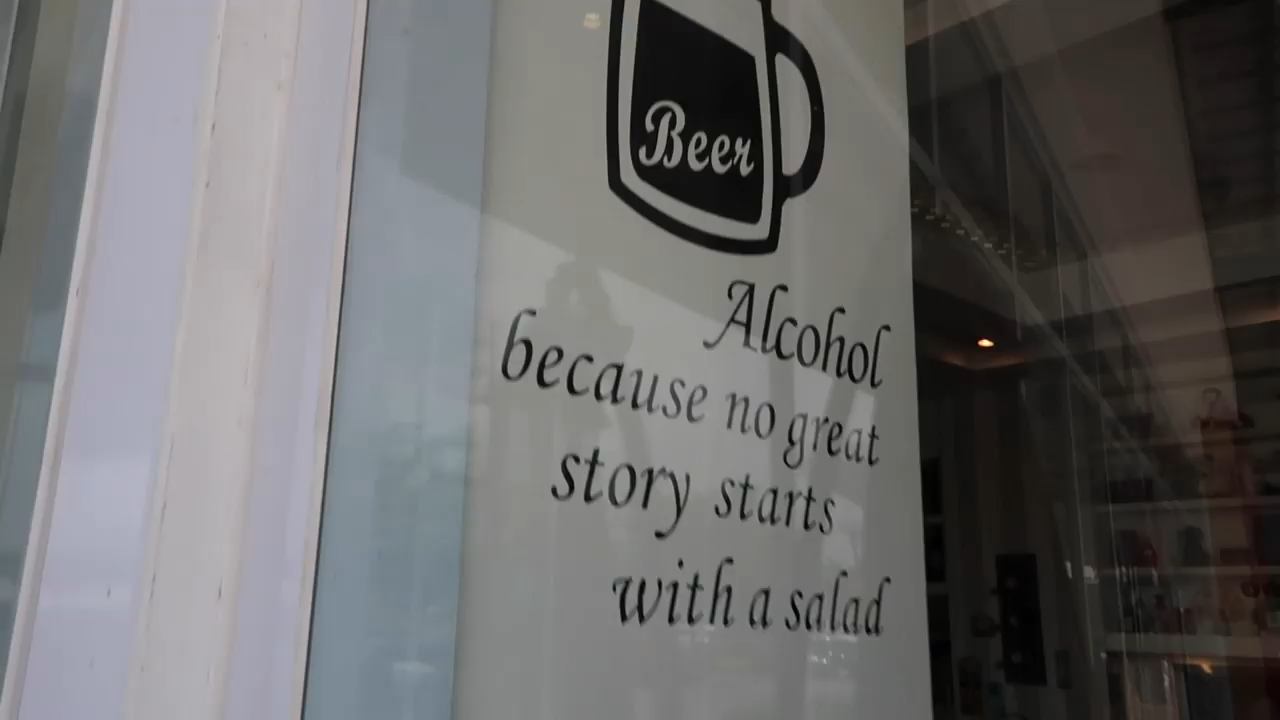 Beer
Alcohol
because no great
story starts
with a salad